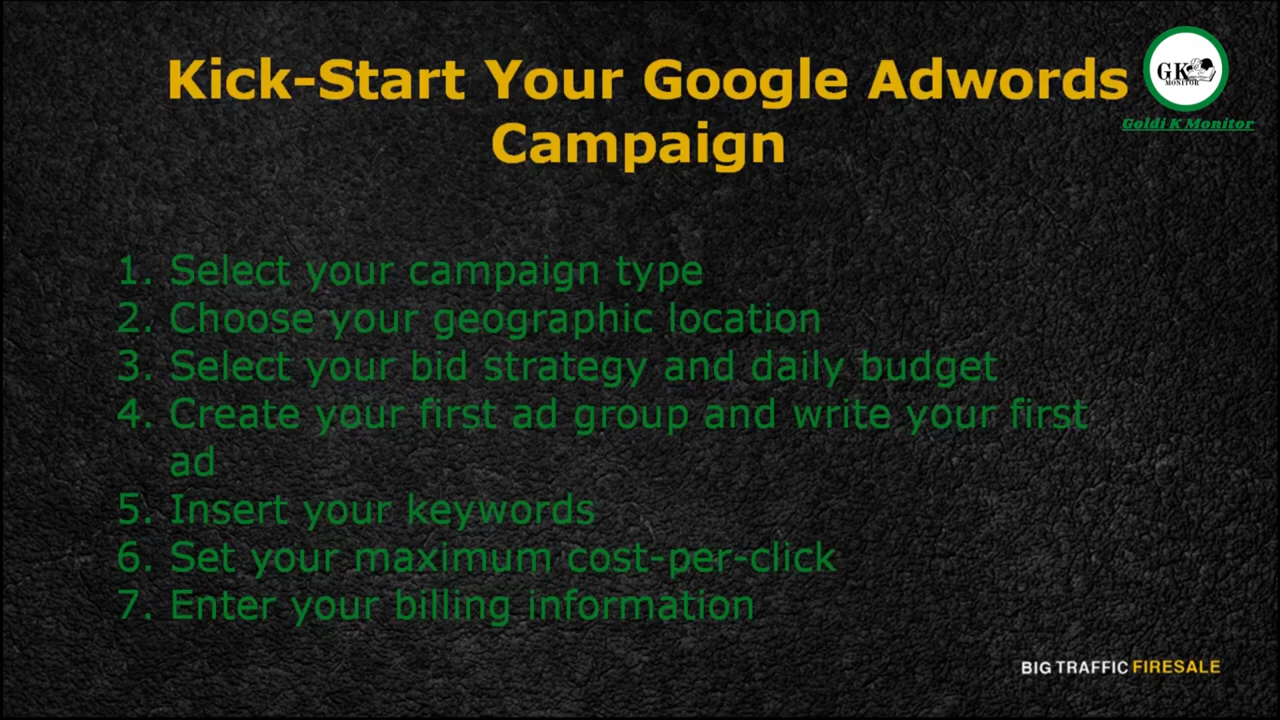 Kick-Start Your Google Adwords
Campaign
GK
MONITOR
Goldi K Monitor
1. Select your campaign type
2. Choose your geographic location
3. Select your bid strategy and daily budget
4. Create your first ad group and write your first
ad
5. Insert your keywords
6. Set your maximum cost-per-click
7. Enter your billing information
BIG TRAFFIC FIRESALE